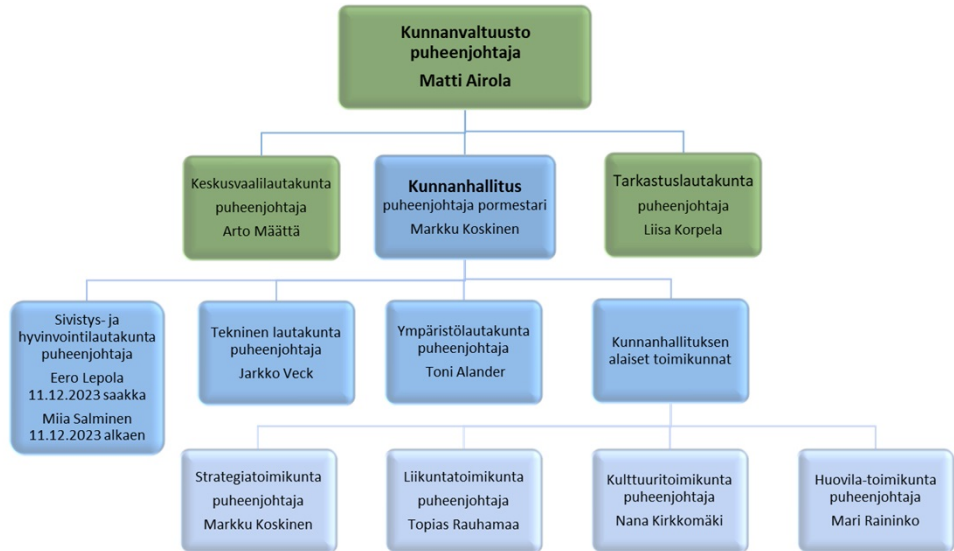 Kunnanvaltuusto
puheenjohtaja
Matti Airola
Keskusvaalilautakunta
puheenjohtaja
Arto Määttä
Kunnanhallitus
puheenjohtaja pormestari
Markku Koskinen
Tarkastuslautakunta
puheenjohtaja
Liisa Korpela
Sivistys- ja
hyvinvointilautakunta
puheenjohtaja
Eero Lepola
11.12.2023 saakka
Miia Salminen
11.12.2023 alkaen
Tekninen lautakunta
puheenjohtaja
Jarkko Veck
Ympäristölautakunta
puheenjohtaja
Toni Alander
Kunnanhallituksen
alaiset toimikunnat
Strategiatoimikunta
puheenjohtaja
Markku Koskinen
Liikuntatoimikunta
puheenjohtaja
Topias Rauhamaa
Kulttuuritoimikunta
puheenjohtaja
Nana Kirkkomäki
Huovila-toimikunta
puheenjohtaja
Mari Raininko